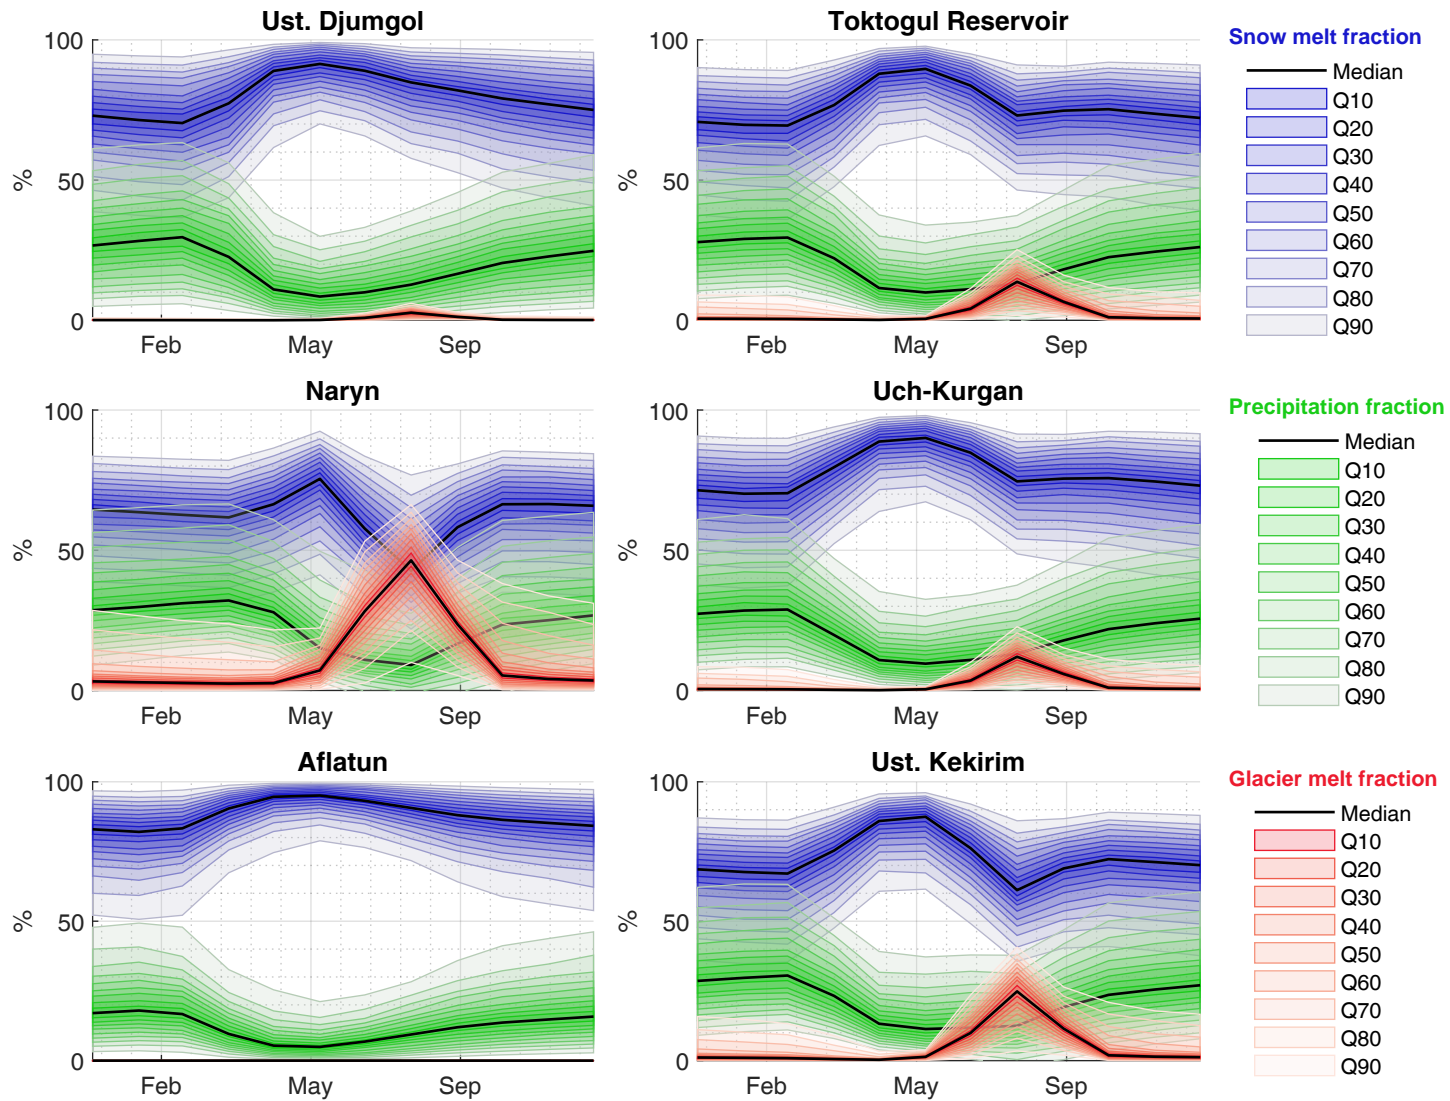 Ust. Djumgol
100
50
0
%
Feb May Sep
Toktogul Reservoir
100
50
0
%
Feb May Sep
Snow melt fraction
Median
Q10
Q20
Q30
Q40
Q50
Q60
Q70
Q80
Q90
Naryn
100
50
0
%
Feb May Sep
Uch-Kurgan
100
50
0
%
Feb May Sep
Precipitation fraction
Median
Q10
Q20
Q30
Q40
Q50
Q60
Q70
Q80
Q90
Aflatun
100
50
0
%
Feb May Sep
Ust. Kekirim
100
50
0
%
Feb May Sep
Glacier melt fraction
Median
Q10
Q20
Q30
Q40
Q50
Q60
Q70
Q80
Q90